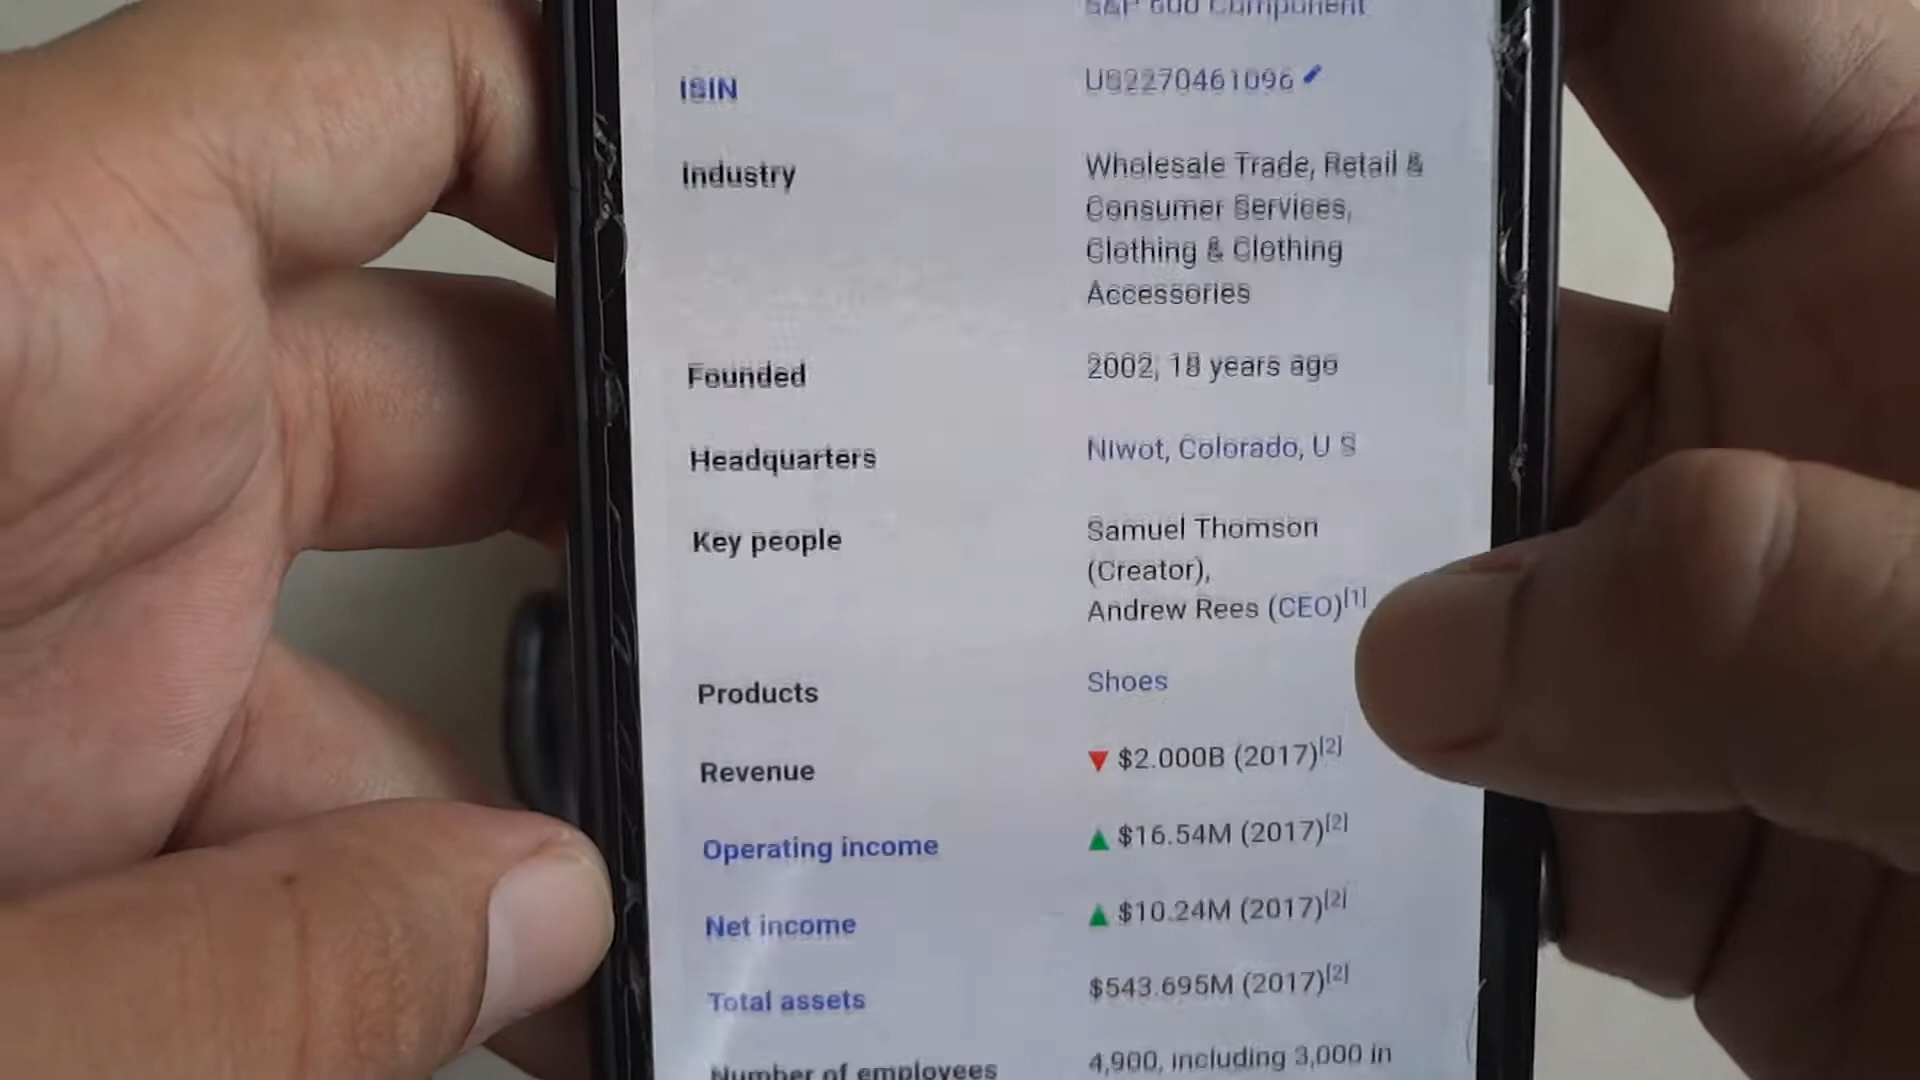 S&P 600 Component
ISIN
US2270461096
Industry
Wholesale Trade, Retail &
Consumer Services,
Clothing & Clothing
Accessories
Founded
2002; 18 years ago
Headquarters
Niwot, Colorado, U S
Key people
Samuel Thomson
(Creator),
Andrew Rees (CEO)[1]
Products
Shoes
Revenue
▼ $2.000B (2017)[2]
Operating income
▲ $16.54M (2017)[2]
Net income
▲ $10.24M (2017)[2]
Total assets
$543.695M (2017)[2]
Number of employees
4,900, including 3,000 in